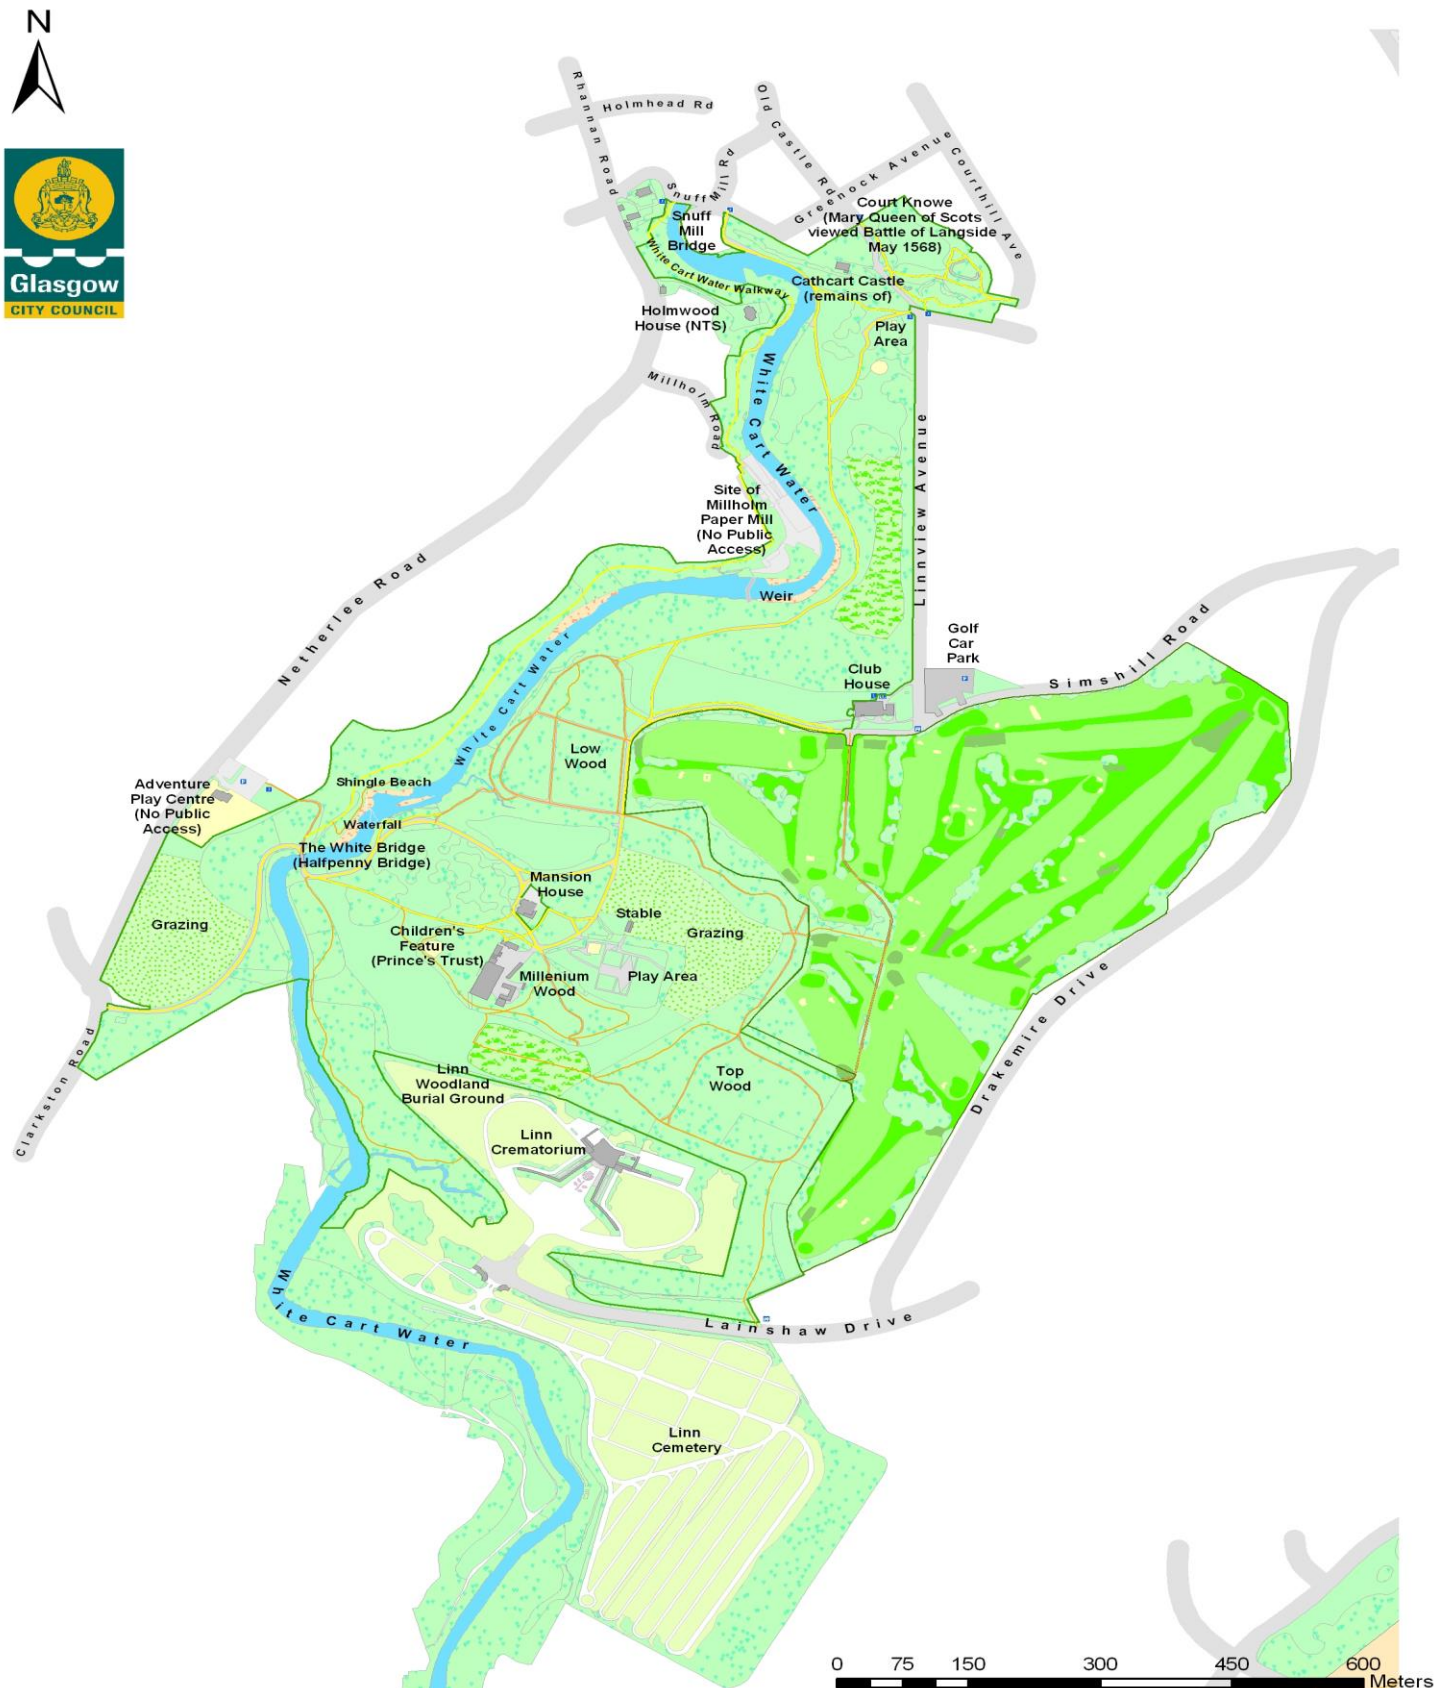 N
Glasgow
CITY COUNCIL
Rhannan Road
Holmhead Rd
Old Castle Rd
Snuff Mill Rd
Greenock Avenue
Courthill Ave
Court Knowe
(Mary Queen of Scots
viewed Battle of Langside
May 1568)
Snuff
Mill
Bridge
White Cart Water Walkway
Cathcart Castle
(remains of)
Holmwood
House (NTS)
Play
Area
White Cart Water
Millholm Road
Linnview Avenue
Site of
Millholm
Paper Mill
(No Public
Access)
Netherlee Road
Weir
Golf
Car
Park
Simshill Road
Club
House
White Cart Water
Low
Wood
Adventure
Play Centre
(No Public
Access)
Shingle Beach
Waterfall
The White Bridge
(Halfpenny Bridge)
Mansion
House
Grazing
Stable
Grazing
Children's
Feature
(Prince's Trust)
Millenium
Wood
Play Area
Clarkston Road
Drakemire Drive
Linn
Woodland
Burial Ground
Top
Wood
Linn
Crematorium
White Cart Water
Lainshaw Drive
Linn
Cemetery
0 75 150 300 450 600
Meters